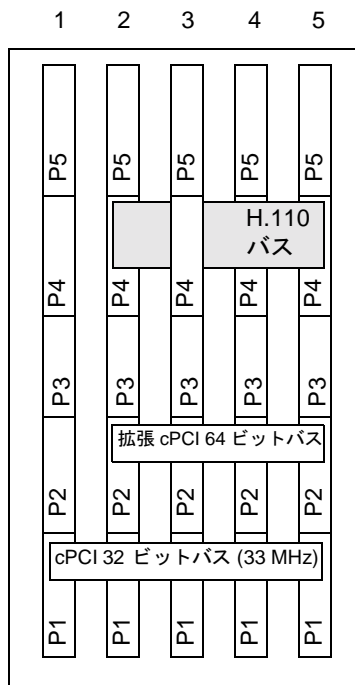 1 2 3 4 5
P5 P5 P5 P5 P5
H.110
バス
P4 P4 P4 P4 P4
P3 P3 P3 P3 P3
拡張 cPCI 64 ビットバス
P2 P2 P2 P2 P2
cPCI 32 ビットバス (33 MHz)
P1 P1 P1 P1 P1